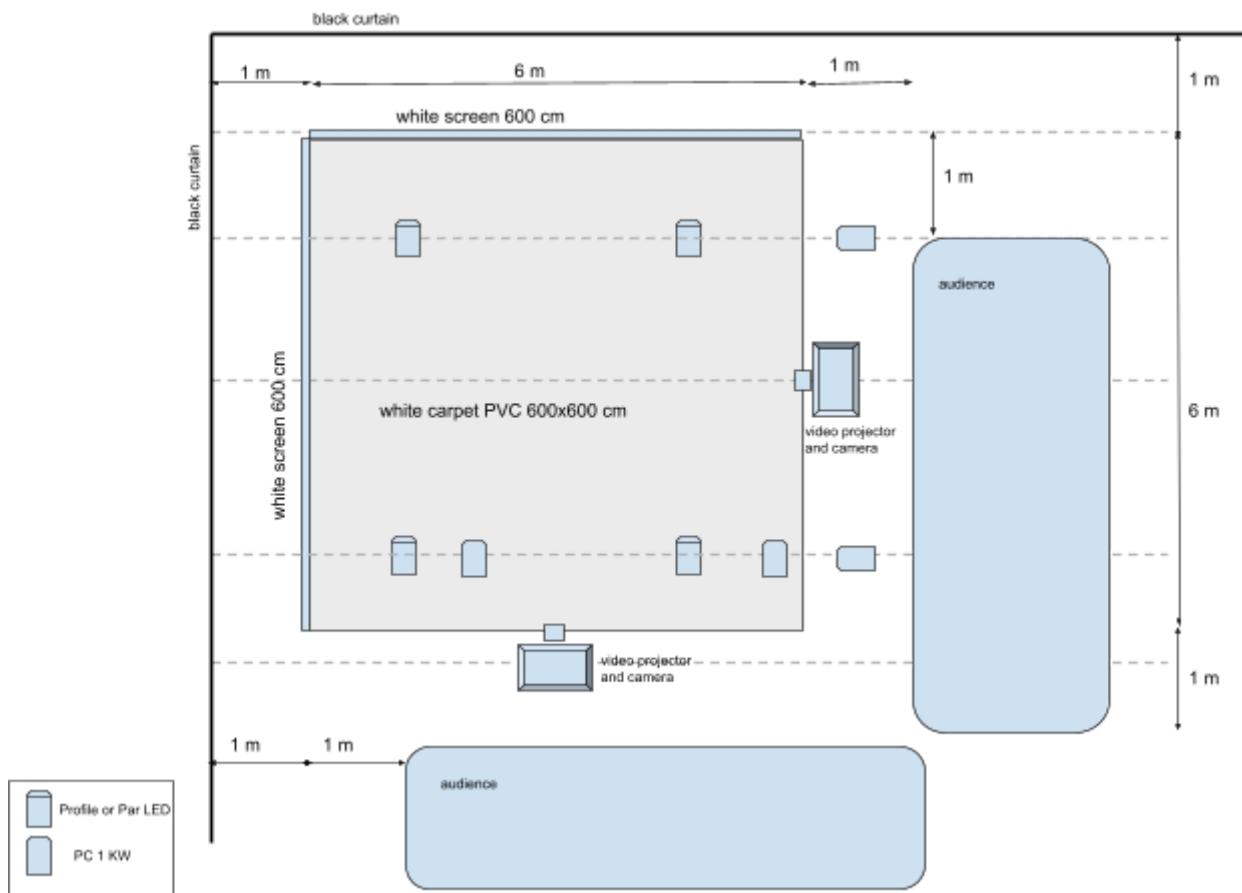 black curtain
1 m
6 m
1 m
1 m
white screen 600 cm
black curtain
1 m
audience
white screen 600 cm
white carpet PVC 600x600 cm
6 m
video projector
and camera
video projector
and camera
1 m
1 m
1 m
audience
Profile or Par LED
PC 1 KW